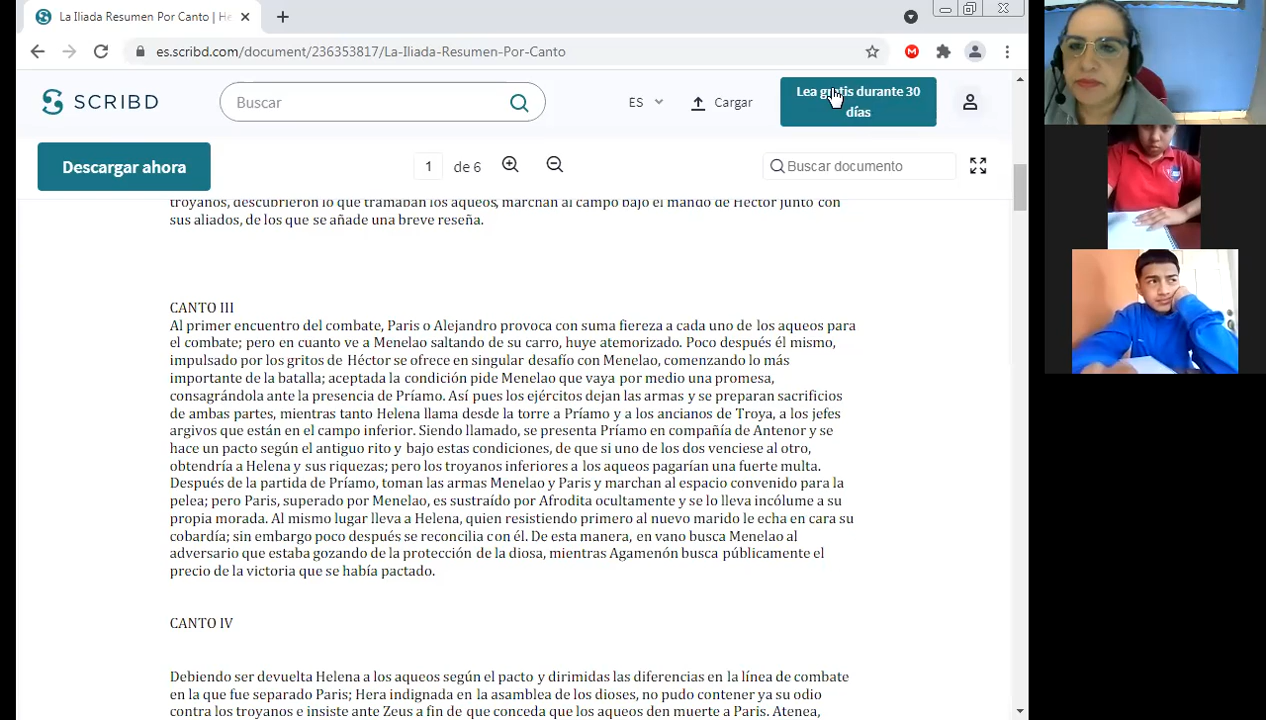 La Iliada Resumen Por Canto | He
es.scribd.com/document/236353817/La-Iliada-Resumen-Por-Canto
SCRIBD
Buscar
ES
Cargar
Lea gratis durante 30
días
Descargar ahora
1 de 6
Buscar documento
troyanos, descubrieron lo que tramaban los aqueos, marchan al campo bajo el mando de Héctor junto con
sus aliados, de los que se añade una breve reseña.
CANTO III
Al primer encuentro del combate, Paris o Alejandro provoca con suma fiereza a cada uno de los aqueos para
el combate; pero en cuanto ve a Menelao saltando de su carro, huye atemorizado. Poco después él mismo,
impulsado por los gritos de Héctor se ofrece en singular desafío con Menelao, comenzando lo más
importante de la batalla; aceptada la condición pide Menelao que vaya por medio una promesa,
consagrándola ante la presencia de Príamo. Así pues los ejércitos dejan las armas y se preparan sacrificios
de ambas partes, mientras tanto Helena llama desde la torre a Príamo y a los ancianos de Troya, a los jefes
argivos que están en el campo inferior. Siendo llamado, se presenta Príamo en compañía de Antenor y se
hace un pacto según el antiguo rito y bajo estas condiciones, de que si uno de los dos venciese al otro,
obtendría a Helena y sus riquezas; pero los troyanos inferiores a los aqueos pagarían una fuerte multa.
Después de la partida de Príamo, toman las armas Menelao y Paris y marchan al espacio convenido para la
pelea; pero Paris, superado por Menelao, es sustraído por Afrodita ocultamente y se lo lleva incólume a su
propia morada. Al mismo lugar lleva a Helena, quien resistiendo primero al nuevo marido le echa en cara su
cobardía; sin embargo poco después se reconcilia con él. De esta manera, en vano busca Menelao al
adversario que estaba gozando de la protección de la diosa, mientras Agamenón busca públicamente el
precio de la victoria que se había pactado.
CANTO IV
Debiendo ser devuelta Helena a los aqueos según el pacto y dirimidas las diferencias en la línea de combate
en la que fue separado Paris; Hera indignada en la asamblea de los dioses, no pudo contener ya su odio
contra los troyanos e insiste ante Zeus a fin de que conceda que los aqueos den muerte a Paris. Atenea,